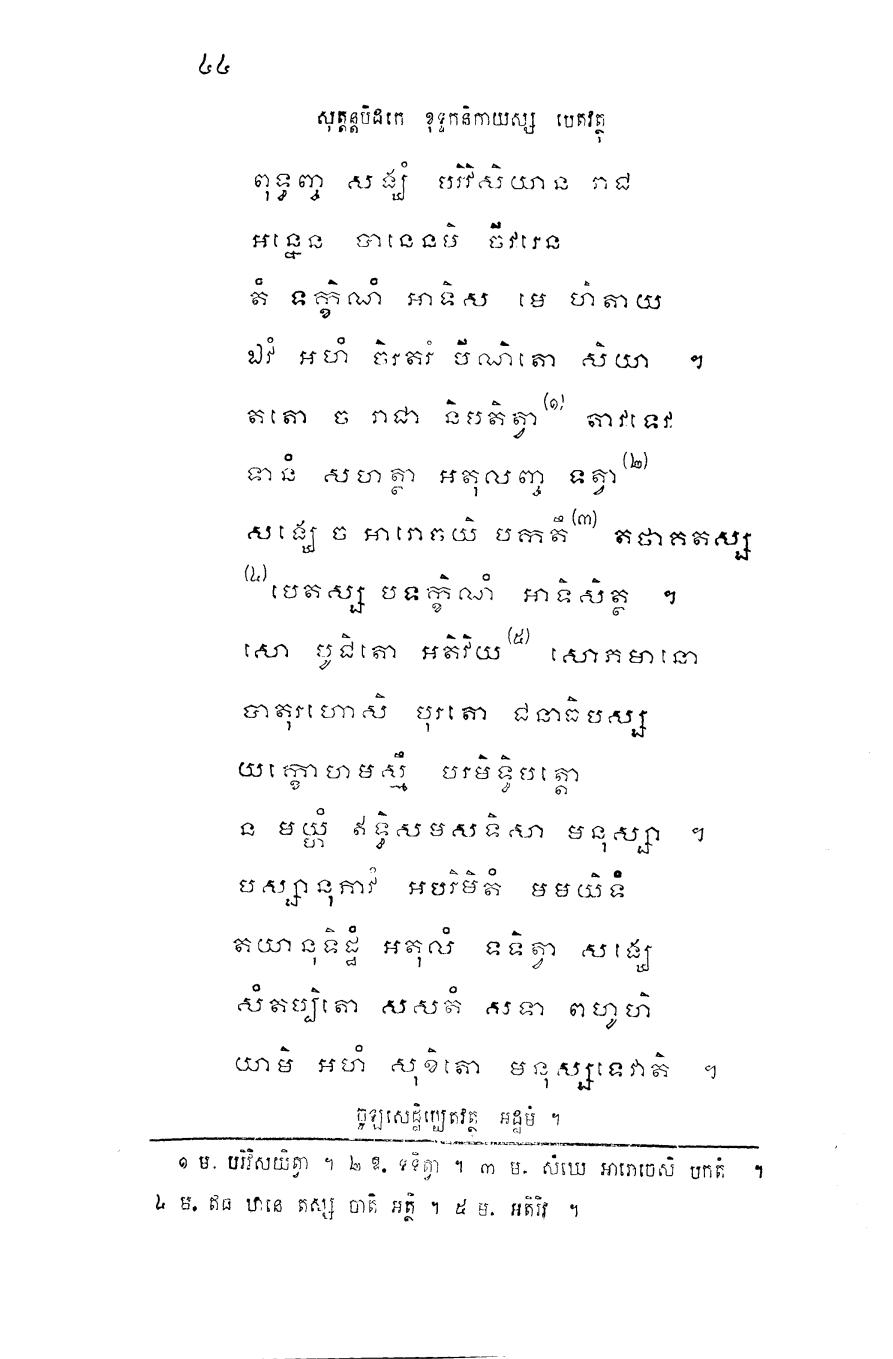 ៤៤
សុត្តន្តបិដកេ ខុទ្ទកនិកាយស្ស បេតវត្ថុ
ពុទ្ធញ្ច សង្ឃំ បរិវិសិយាន រាជ
អន្នេន បានេនបិ ចីវរេន
តំ ទក្ខិណំ អាទិស មេ ហិតាយ
ឯវំ អហំ ចិរតរំ បីណិតោ សិយា ។
តតោ ច រាជា និបតិត្វា(១) តាវទេវ
ទានំ សហត្ថា អតុលញ្ច ទត្វា(២)
សង្ឃេ ច អារោចយិ បកតឹ(៣) តថាគតស្ស
(៤)បេតស្ស បទក្ខិណំ អាទិសិត្ថ ។
សោ បូជិតោ អតិវិយ(៥) សោភមានោ
បាតុរហោសិ បុរតោ ជនាធិបស្ស
យក្ខោហមស្មឹ បរមិទ្ធិបត្តោ
ន មយ្ហំ ឥទ្ធិសមសទិសា មនុស្សា ។
បស្សានុភាវំ អបរិមិតំ មមយិទំ
តយានុទិដ្ឋំ អតុលំ ទទិត្វា សង្ឃេ
សំតប្បិតោ សសតំ សទា ពហូហិ
យាមិ អហំ សុខិតោ មនុស្សទេវាតិ ។
ចូឡសេដ្ឋិប្បេតវត្ថុ អដ្ឋមំ ។
១ ម. បរិវិសយិត្វា ។ ២ ឱ. ទទិត្វា ។ ៣ ម. សំឃេ អារោចេសិ បកតំ ។
៤ ម. ឥធ ឋានេ តស្ស ចាតិ អត្ថិ ។ ៥ ម. អតិរិវ ។